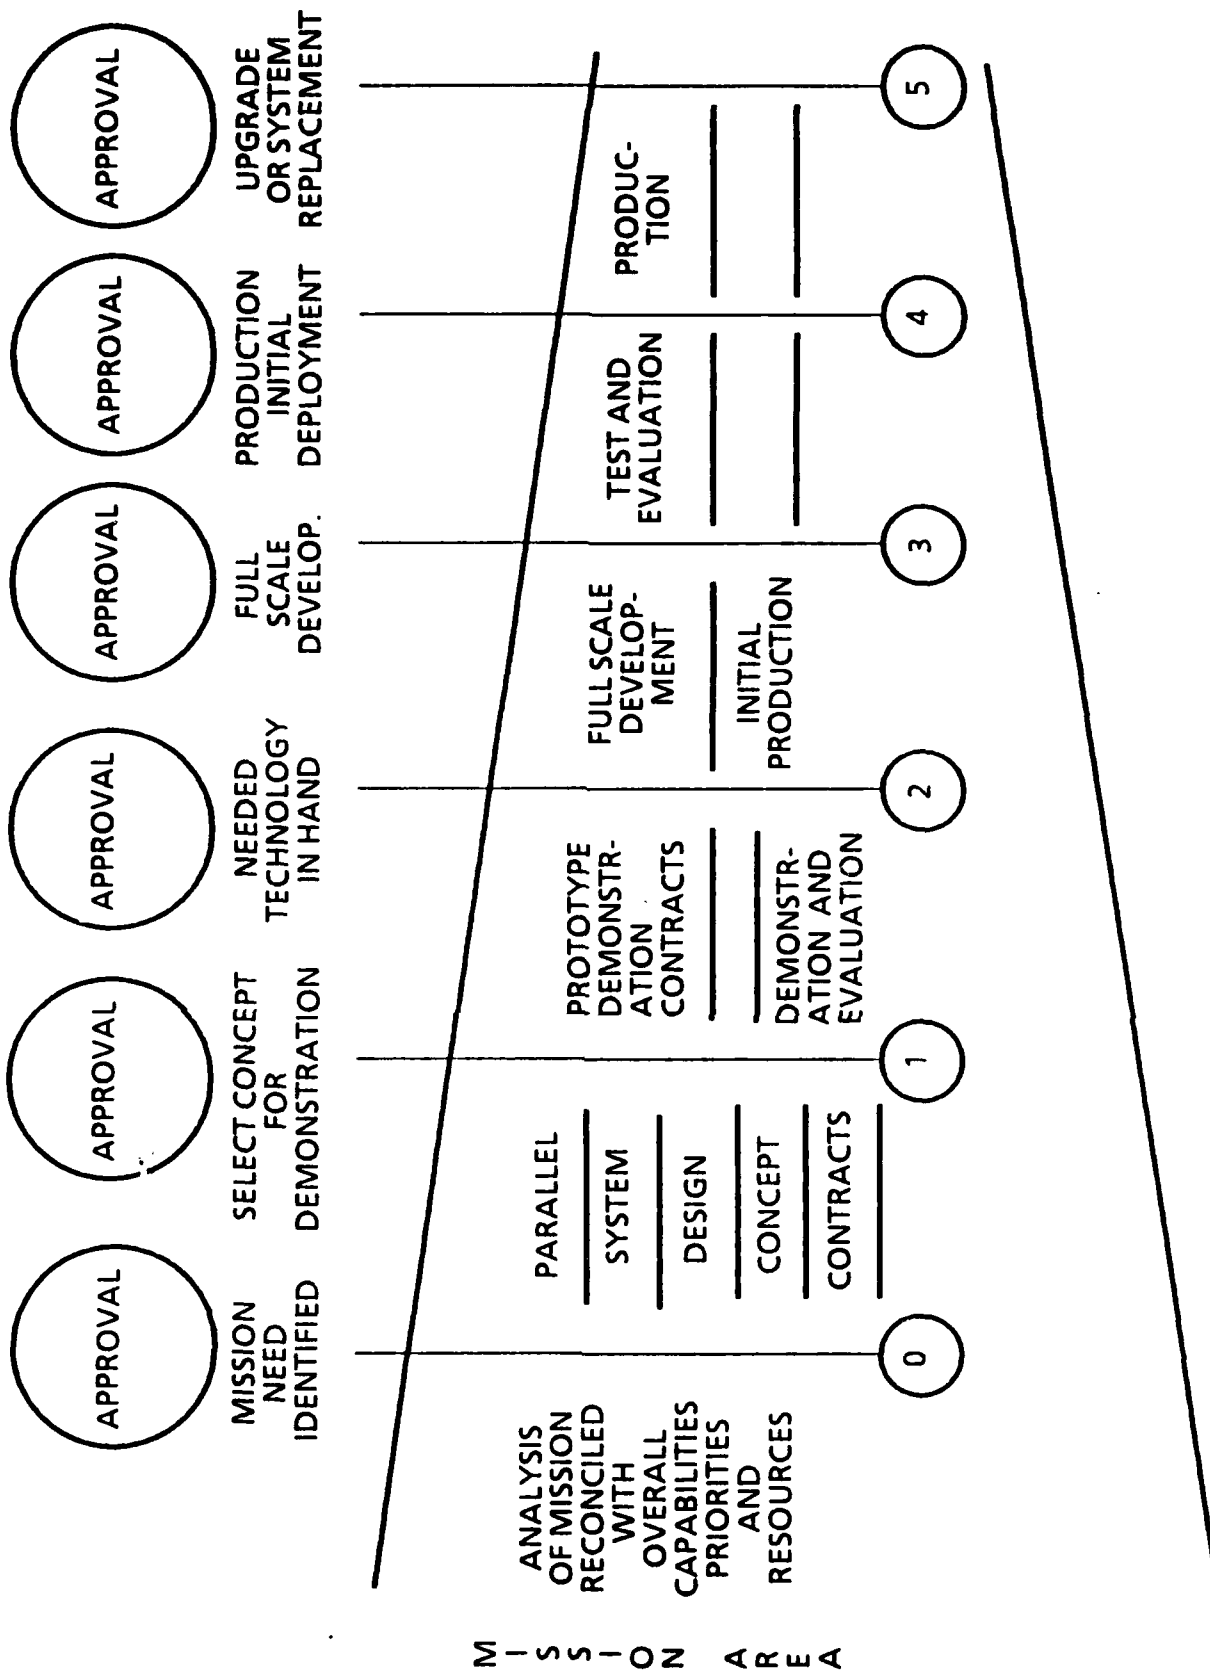 APPROVAL
MISSION
NEED
IDENTIFIED
APPROVAL
SELECT CONCEPT
FOR
DEMONSTRATION
APPROVAL
NEEDED
TECHNOLOGY
IN HAND
APPROVAL
FULL
SCALE
DEVELOP.
APPROVAL
PRODUCTION
INITIAL
DEPLOYMENT
APPROVAL
UPGRADE
OR SYSTEM
REPLACEMENT
MISSION AREA
ANALYSIS
OF MISSION
RECONCILED
WITH
OVERALL
CAPABILITIES
PRIORITIES
AND
RESOURCES
0
PARALLEL
SYSTEM
DESIGN
CONCEPT
CONTRACTS
1
PROTOTYPE
DEMONSTR-
ATION
CONTRACTS
DEMONSTR-
ATION AND
EVALUATION
2
FULL SCALE
DEVELOP-
MENT
INITIAL
PRODUCTION
3
TEST AND
EVALUATION
4
PRODUC-
TION
5